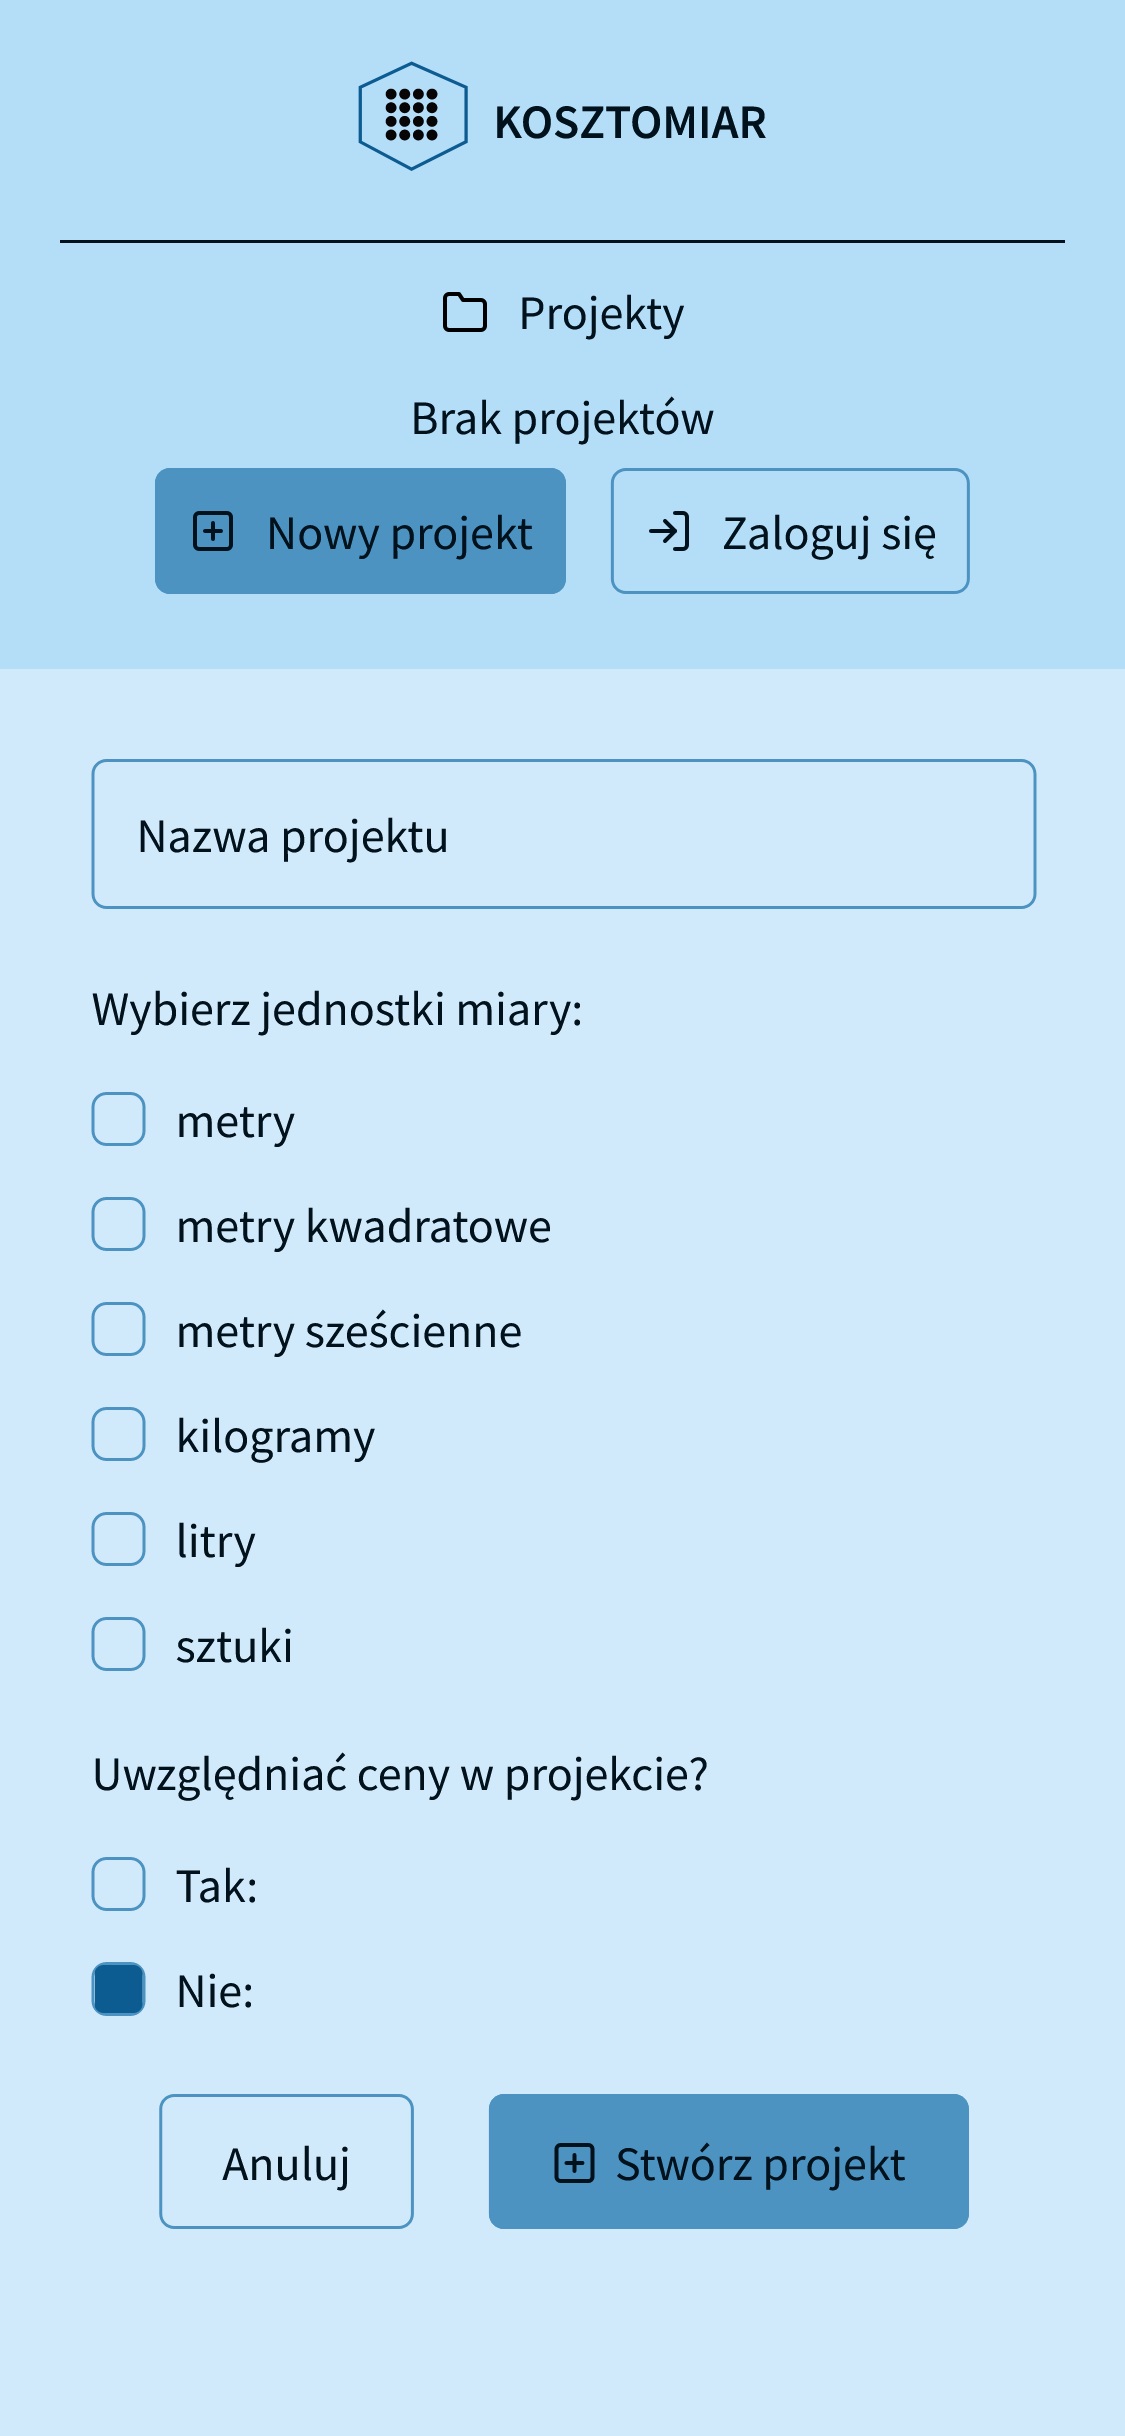 KOSZTOMIAR
Projekty
Brak projektów
Nowy projekt
Zaloguj się
Nazwa projektu
Wybierz jednostki miary:
metry
metry kwadratowe
metry sześcienne
kilogramy
litry
sztuki
Uwzględniać ceny w projekcie?
Tak:
Nie:
Anuluj
Stwórz projekt